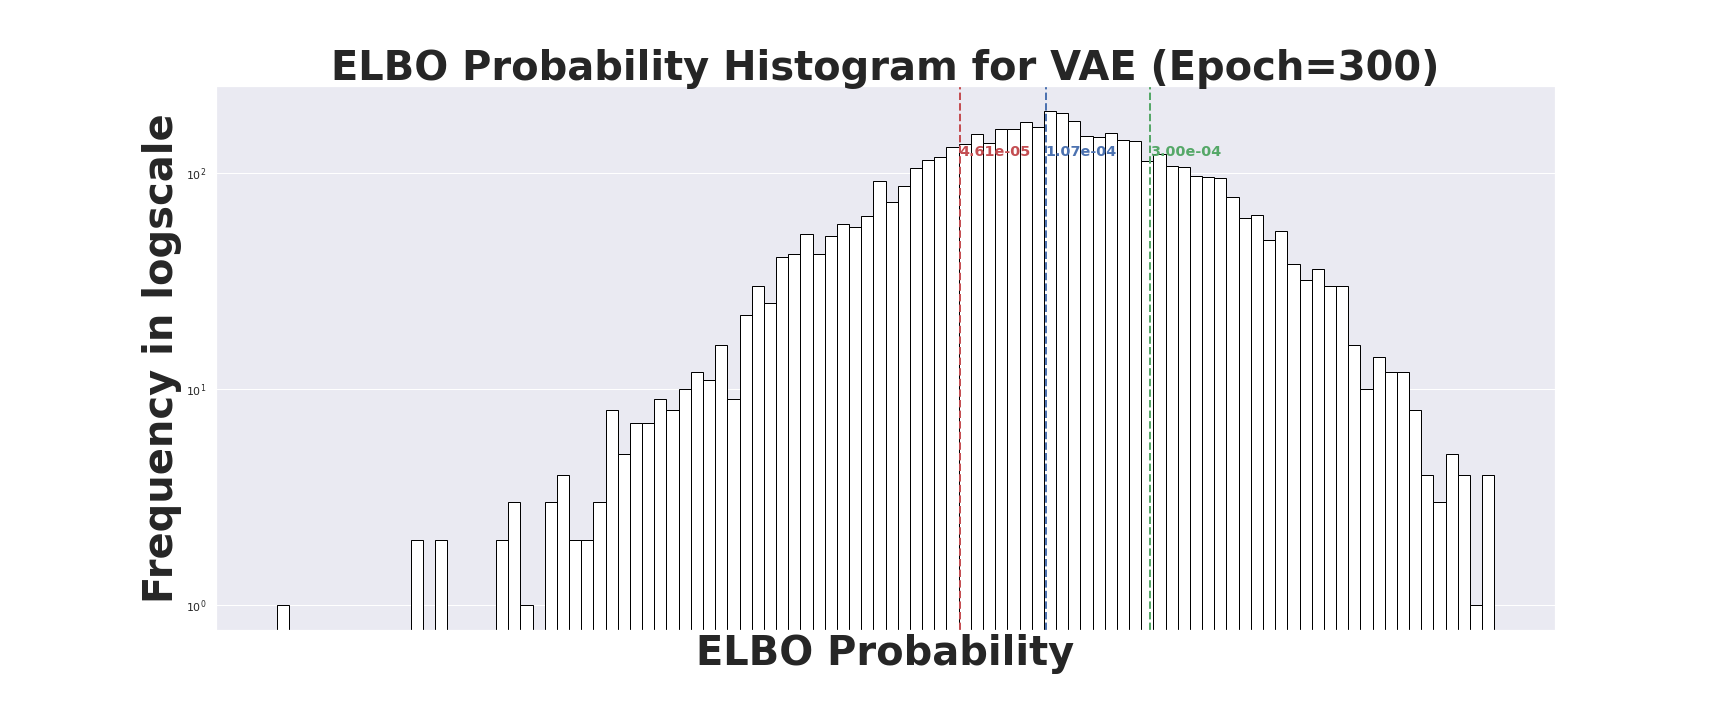 ELBO Probability Histogram for VAE (Epoch=300)
Frequency in logscale
10²
10¹
10⁰
4.61e-05
1.07e-04
3.00e-04
ELBO Probability